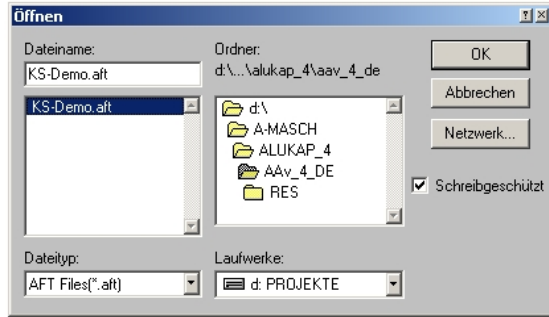 Öffnen
Dateiname:
KS-Demo.aft
KS-Demo.aft
Ordner:
d:\...\alukap_4\aav_4_de
d:\
A-MASCH
ALUKAP_4
AAv_4_DE
RES
OK
Abbrechen
Netzwerk...
Schreibgeschützt
Dateityp:
AFT Files(*.aft)
Laufwerke:
d: PROJEKTE